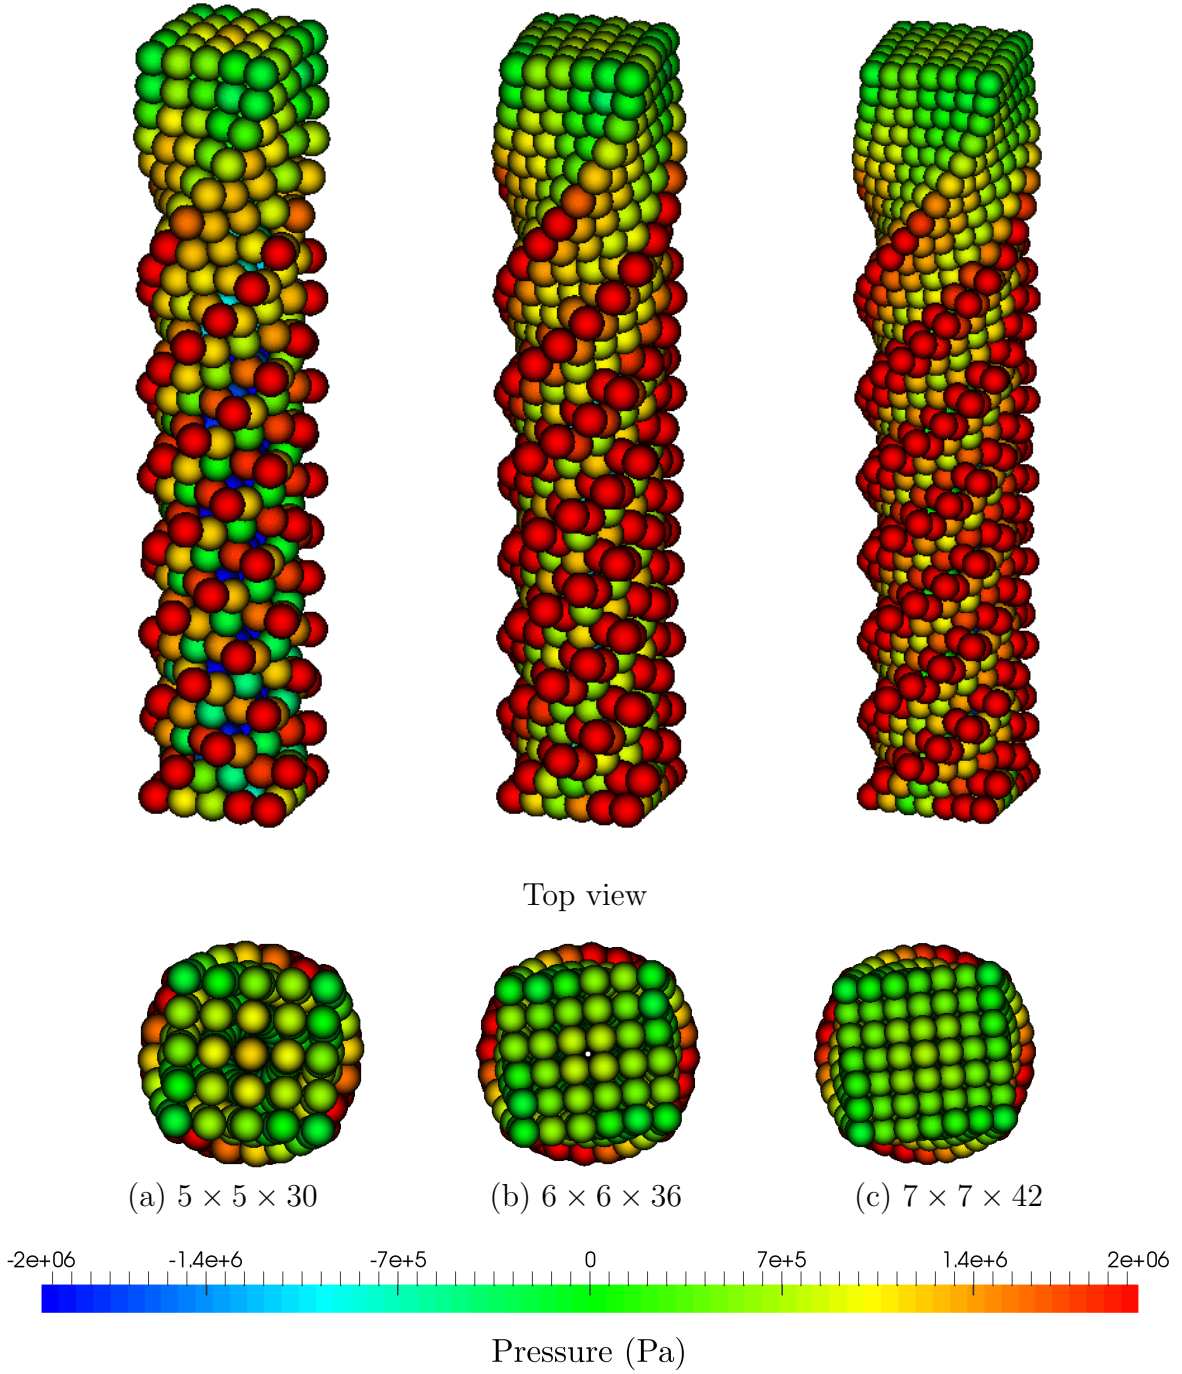 Top view
(a) 5 × 5 × 30 (b) 6 × 6 × 36 (c) 7 × 7 × 42
-2e+06 -1.4e+6 -7e+5 0 7e+5 1.4e+6 2e+06
Pressure (Pa)